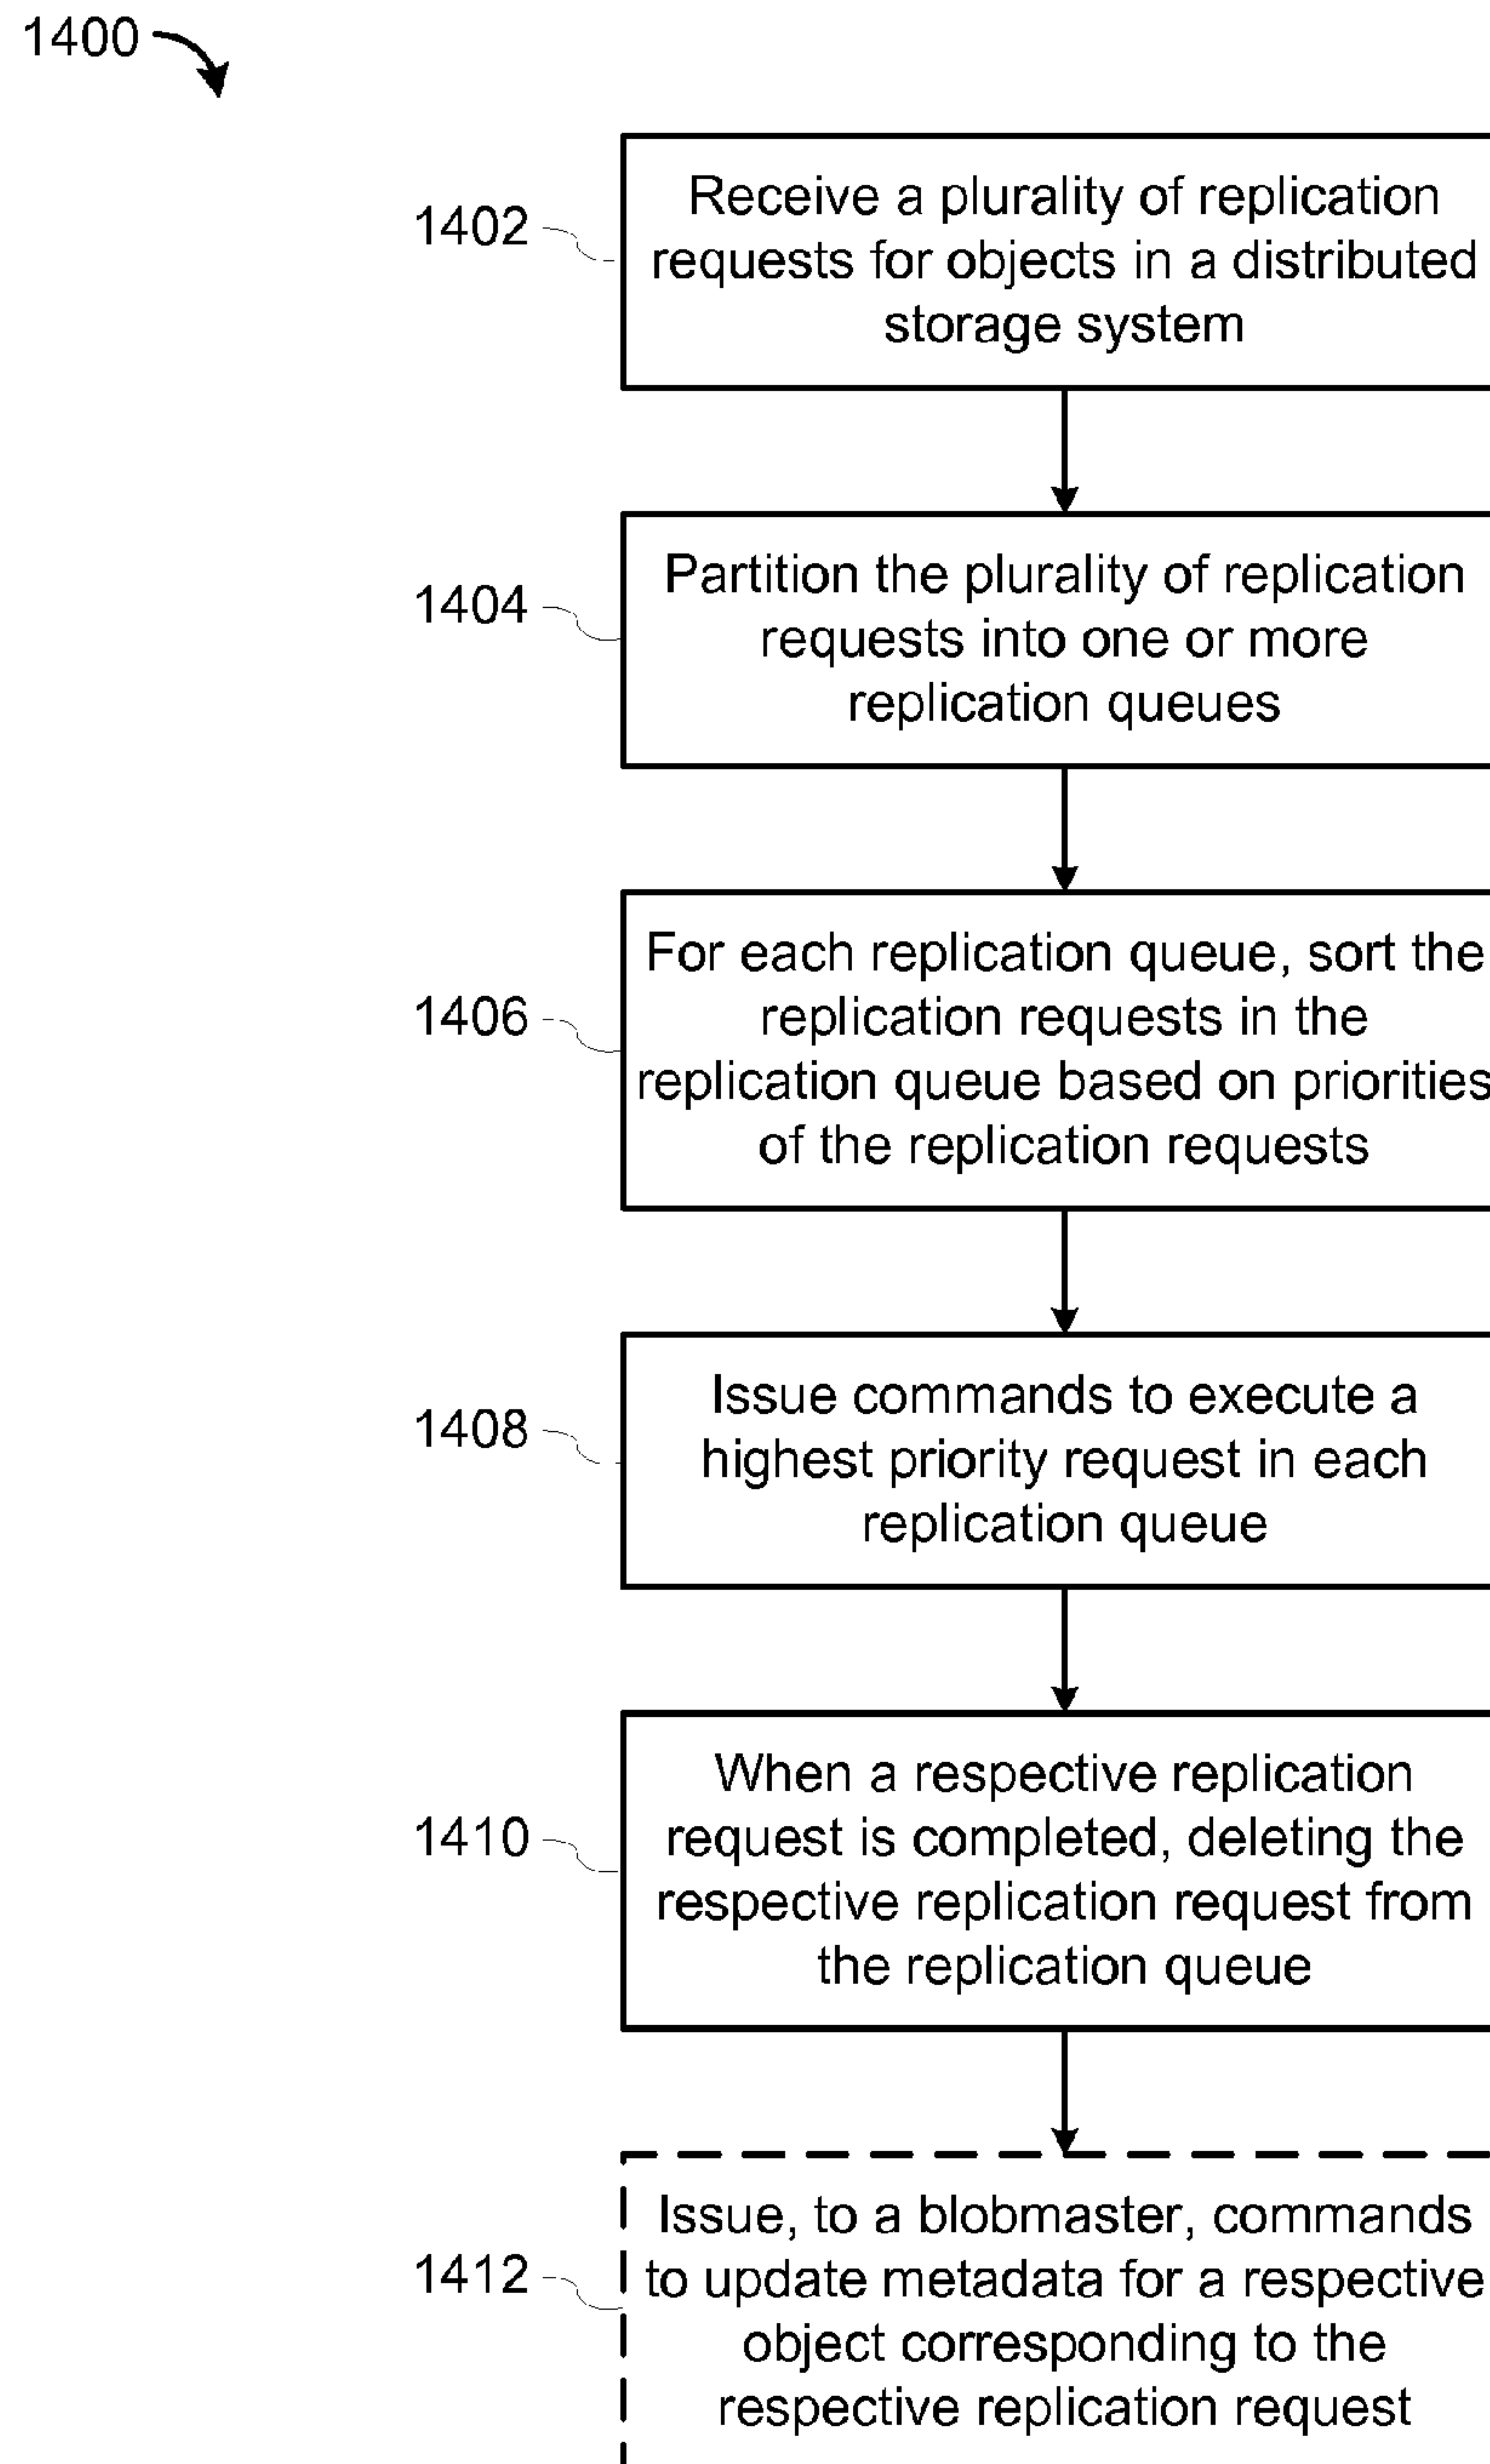 1400
1402
Receive a plurality of replication
requests for objects in a distributed
storage system
1404
Partition the plurality of replication
requests into one or more
replication queues
1406
For each replication queue, sort the
replication requests in the
replication queue based on priorities
of the replication requests
1408
Issue commands to execute a
highest priority request in each
replication queue
1410
When a respective replication
request is completed, deleting the
respective replication request from
the replication queue
1412
Issue, to a blobmaster, commands
to update metadata for a respective
object corresponding to the
respective replication request